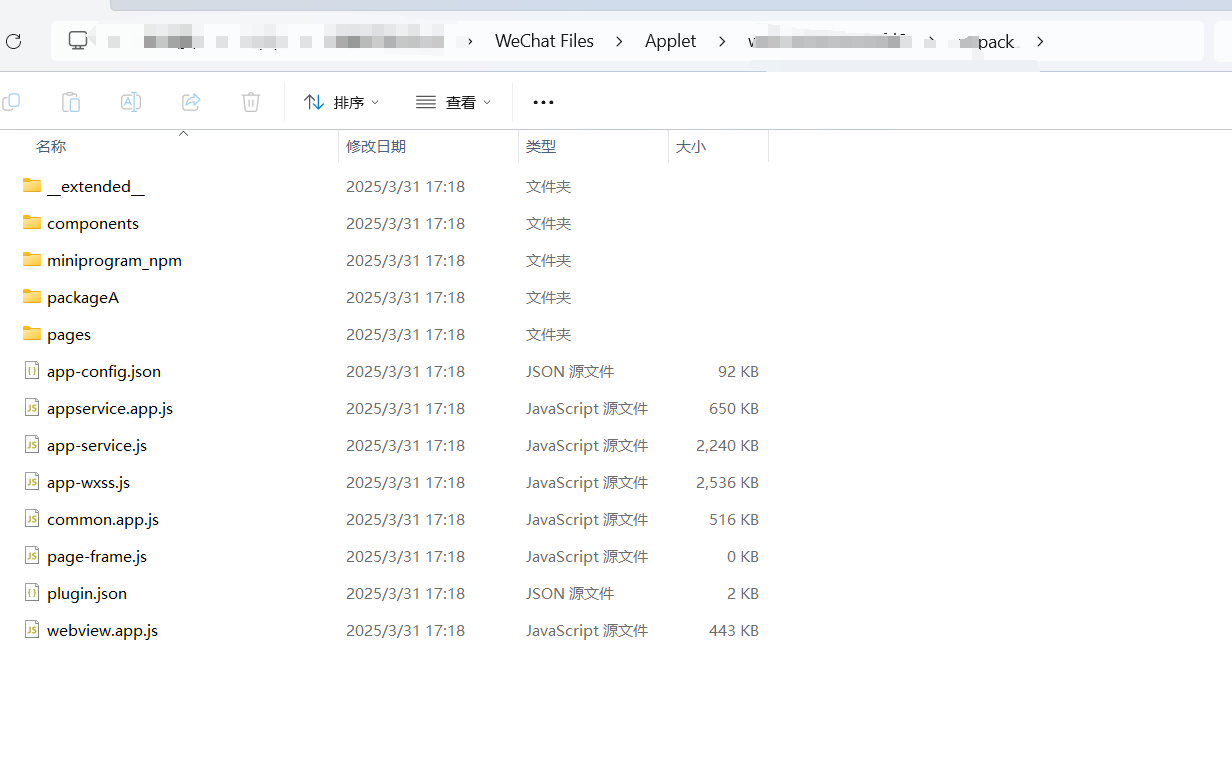 WeChat Files > Applet > pack >
排序 查看
名称 修改日期 类型 大小
__extended__ 2025/3/31 17:18 文件夹
components 2025/3/31 17:18 文件夹
miniprogram_npm 2025/3/31 17:18 文件夹
packageA 2025/3/31 17:18 文件夹
pages 2025/3/31 17:18 文件夹
app-config.json 2025/3/31 17:18 JSON 源文件 92 KB
appservice.app.js 2025/3/31 17:18 JavaScript 源文件 650 KB
app-service.js 2025/3/31 17:18 JavaScript 源文件 2,240 KB
app-wxss.js 2025/3/31 17:18 JavaScript 源文件 2,536 KB
common.app.js 2025/3/31 17:18 JavaScript 源文件 516 KB
page-frame.js 2025/3/31 17:18 JavaScript 源文件 0 KB
plugin.json 2025/3/31 17:18 JSON 源文件 2 KB
webview.app.js 2025/3/31 17:18 JavaScript 源文件 443 KB